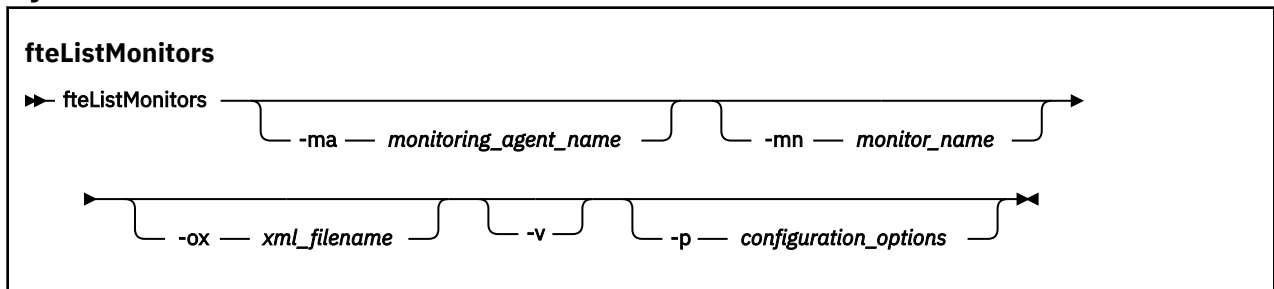 fteListMonitors
fteListMonitors
-ma monitoring_agent_name -mn monitor_name
-ox xml_filename -v -p configuration_options